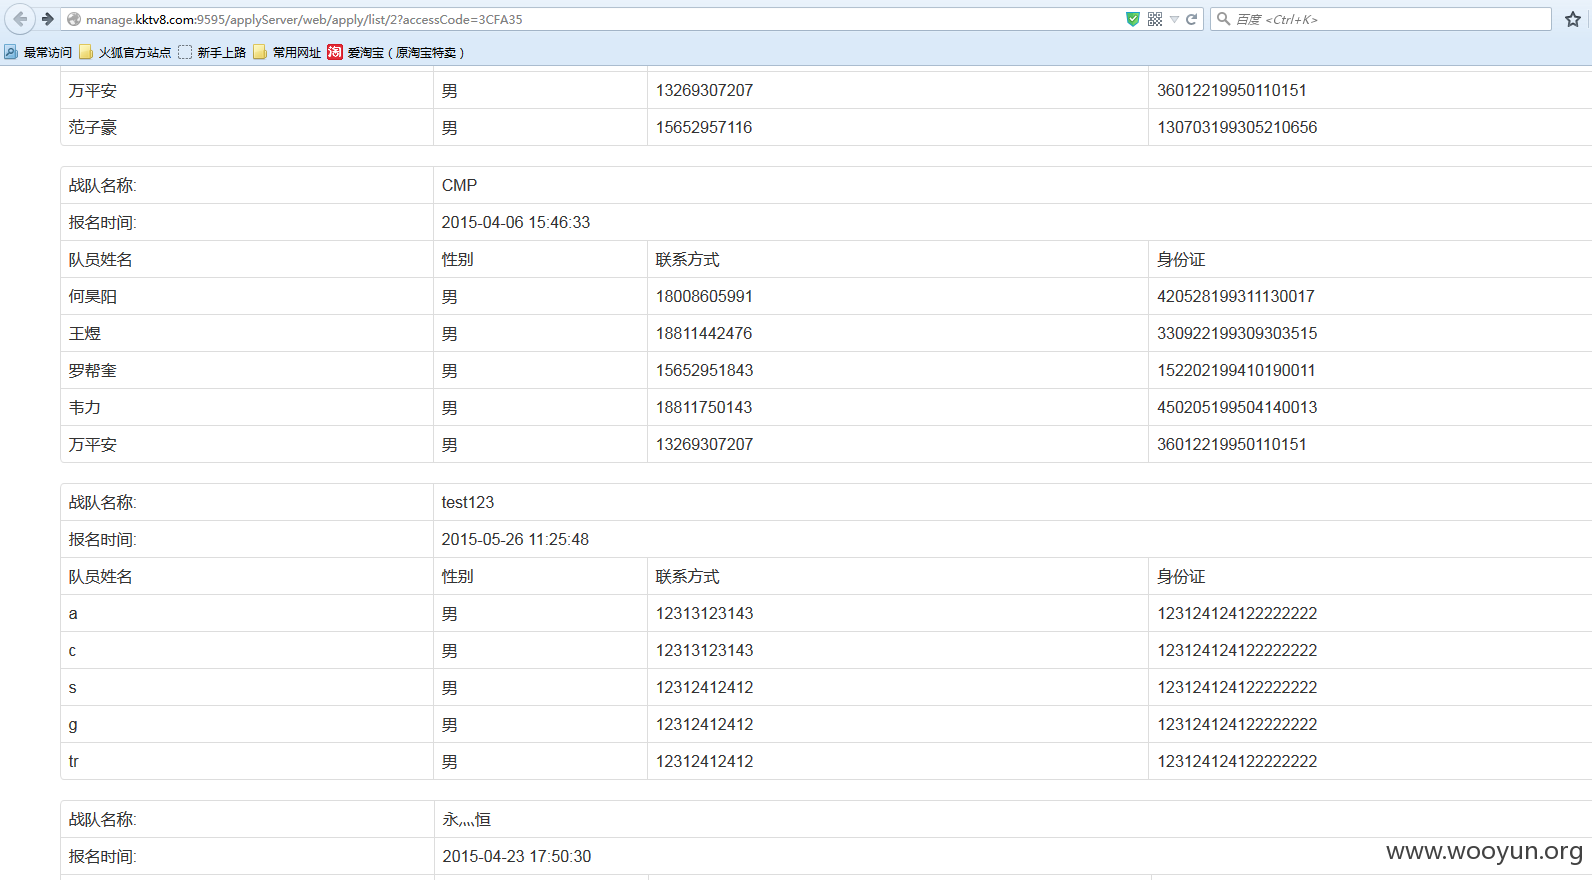 manage.kktv8.com:9595/applyServer/web/apply/list/2?accessCode=3CFA35
百度 <Ctrl+K>
最常访问 火狐官方站点 新手上路 常用网址 淘 爱淘宝（原淘宝特卖）
万平安 男 13269307207 36012219950110151
范子豪 男 15652957116 130703199305210656
战队名称: CMP
报名时间: 2015-04-06 15:46:33
队员姓名 性别 联系方式 身份证
何昊阳 男 18008605991 420528199311130017
王煜 男 18811442476 330922199309303515
罗帮奎 男 15652951843 152202199410190011
韦力 男 18811750143 450205199504140013
万平安 男 13269307207 36012219950110151
战队名称: test123
报名时间: 2015-05-26 11:25:48
队员姓名 性别 联系方式 身份证
a 男 12313123143 123124124122222222
c 男 12313123143 123124124122222222
s 男 12312412412 123124124122222222
g 男 12312412412 123124124122222222
tr 男 12312412412 123124124122222222
战队名称: 永灬恒
报名时间: 2015-04-23 17:50:30
www.wooyun.org